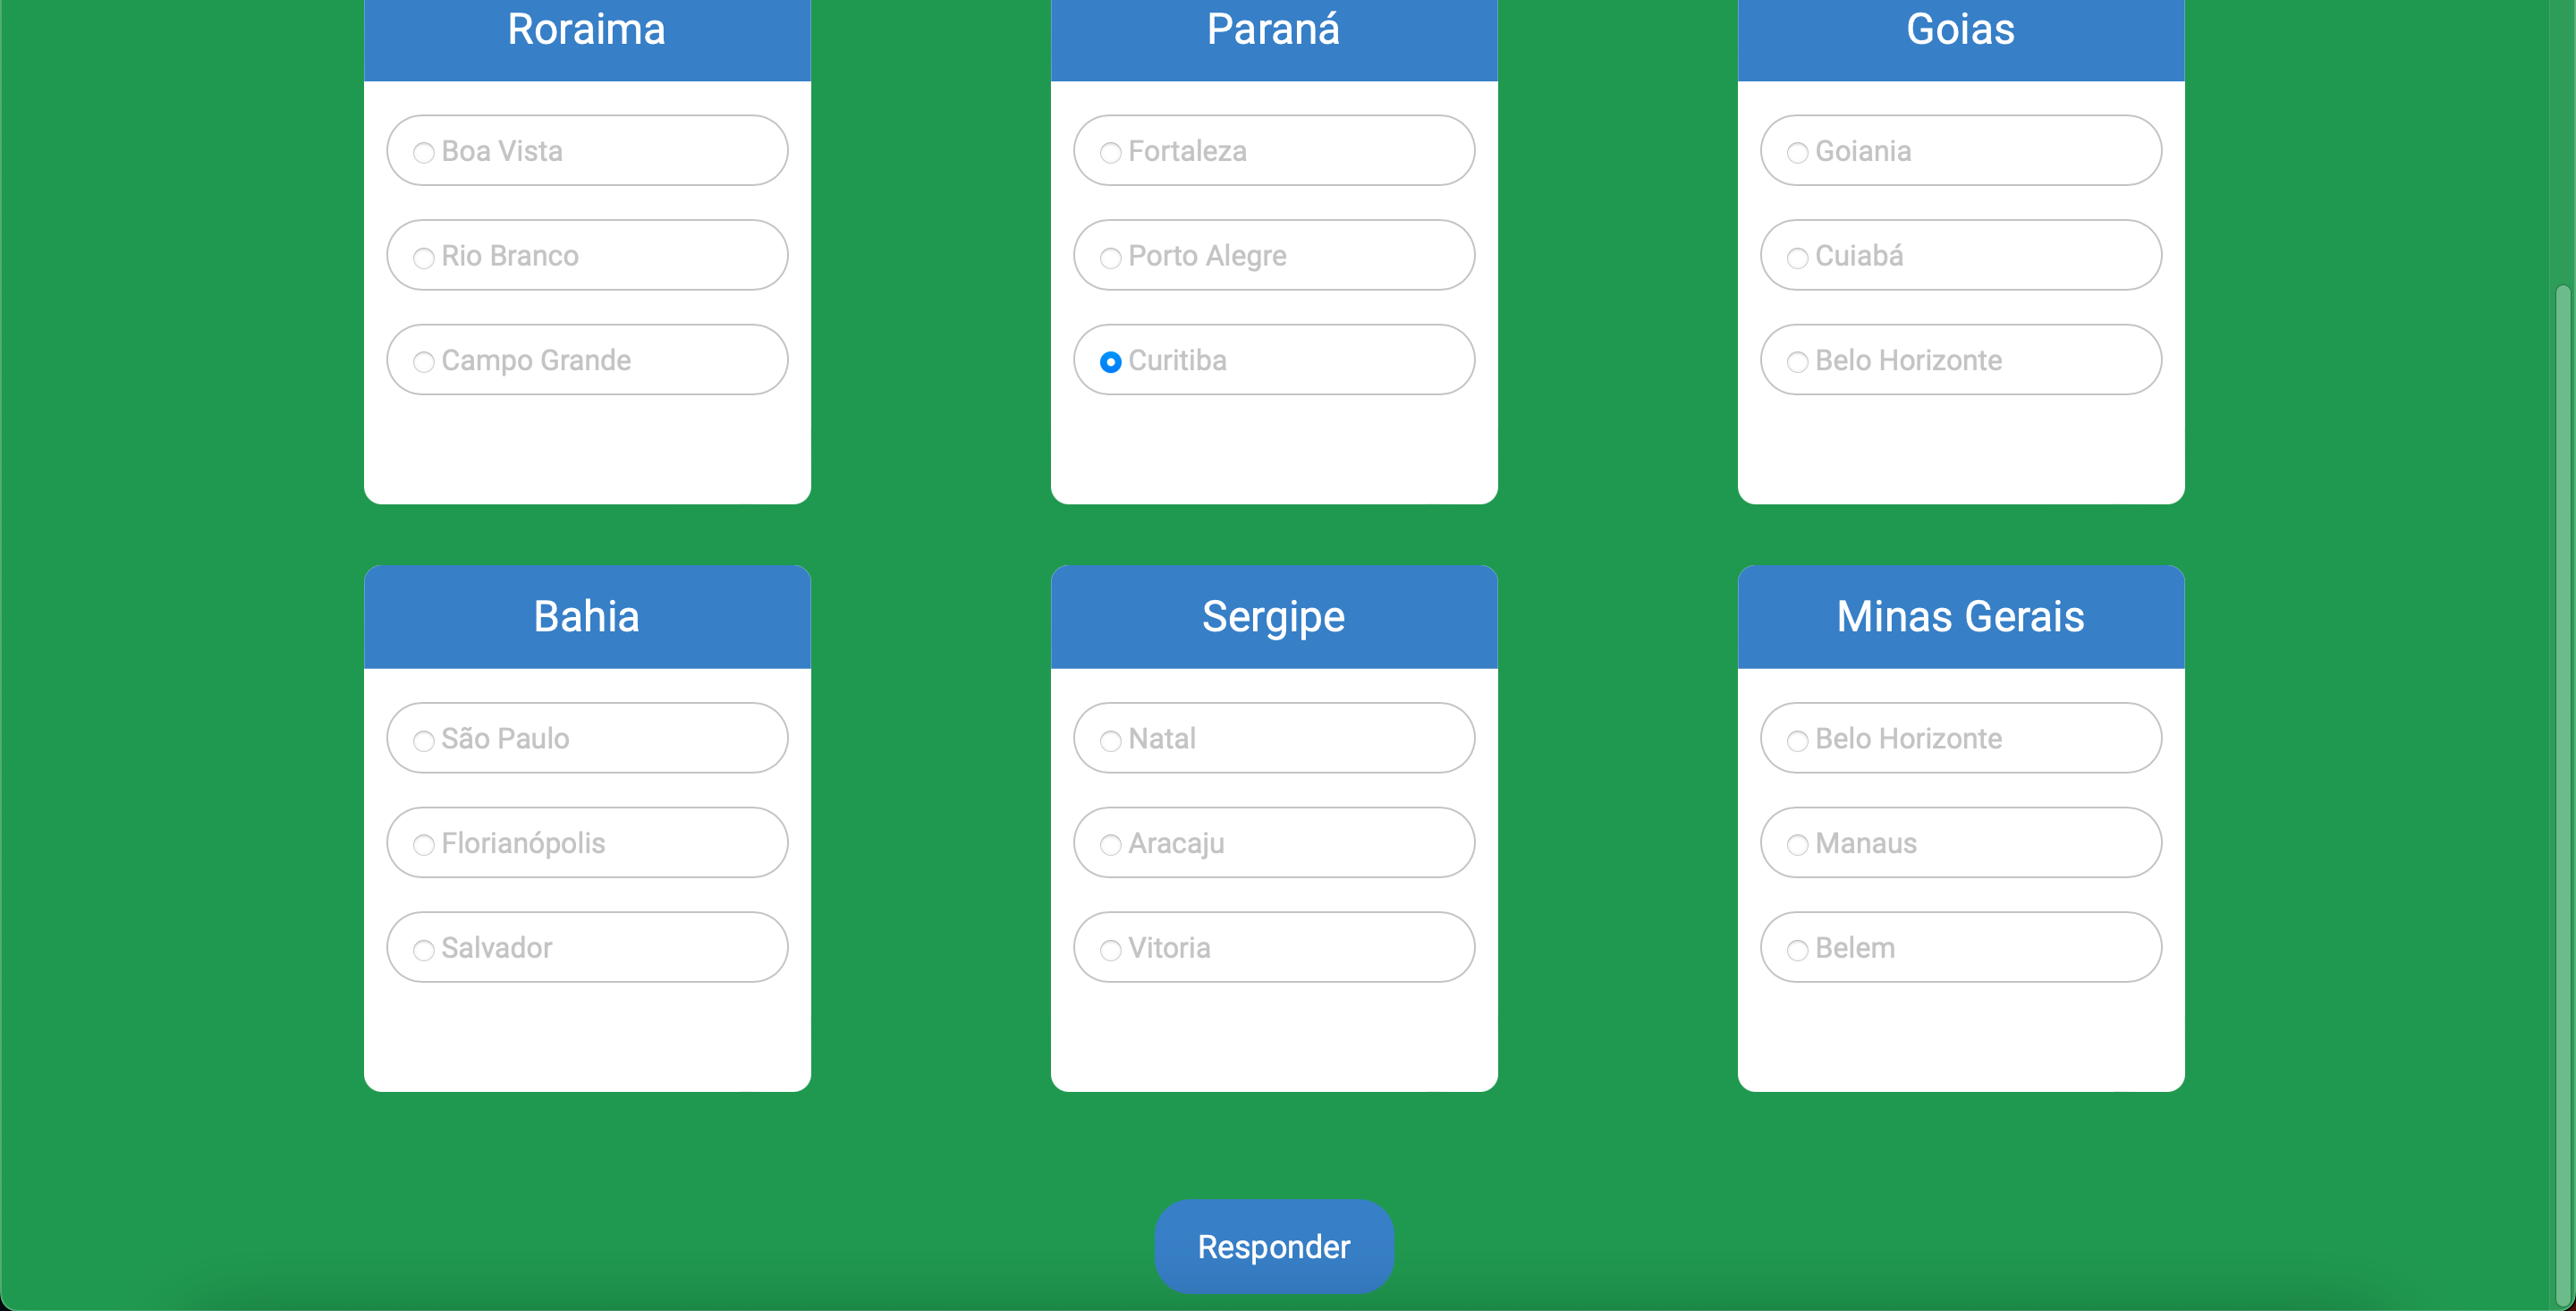 Roraima
Boa Vista
Rio Branco
Campo Grande
Paraná
Fortaleza
Porto Alegre
Curitiba
Goias
Goiania
Cuiabá
Belo Horizonte
Bahia
São Paulo
Florianópolis
Salvador
Sergipe
Natal
Aracaju
Vitoria
Minas Gerais
Belo Horizonte
Manaus
Belem
Responder